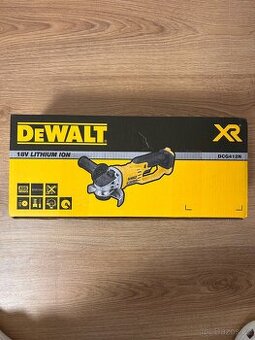 DEWALT
XR
18V LITHIUM ION
DCG412N